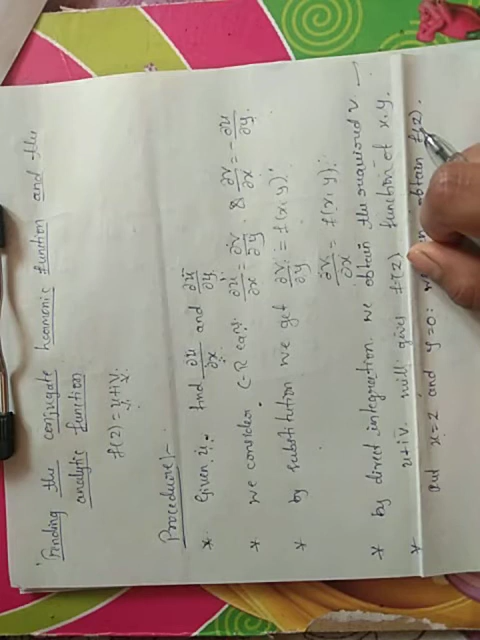 Finding the conjugate harmonic function and the
analytic function
f(z) = u+iv.
Procedure:-
* Given u. find ∂u/∂x and ∂u/∂y
* we consider. C-R eqn: ∂u/∂x = ∂v/∂y. & ∂v/∂x = -∂u/∂y.
* by substitution we get ∂v/∂y = f(x,y).
∂v/∂x = f(x,y).
* by direct integration. we obtain the required v. →
* u+iv. will gives f(z) function of x,y.
put x=z and y=0: obtain f(z).